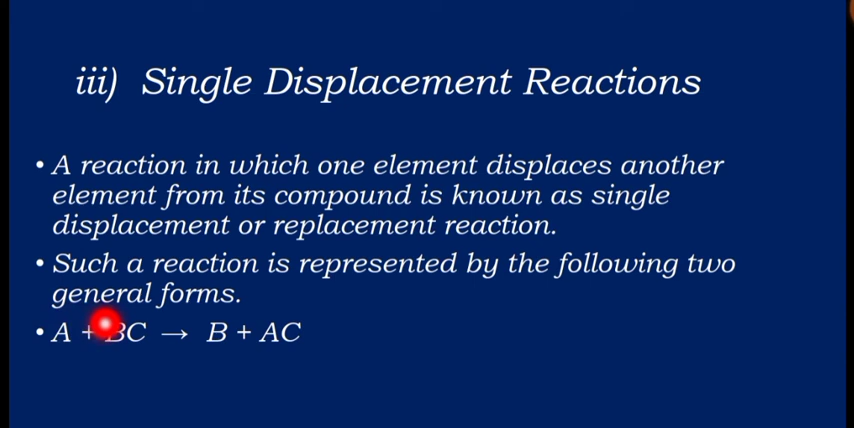 iii) Single Displacement Reactions
• A reaction in which one element displaces another
element from its compound is known as single
displacement or replacement reaction.
• Such a reaction is represented by the following two
general forms.
• A + BC → B + AC